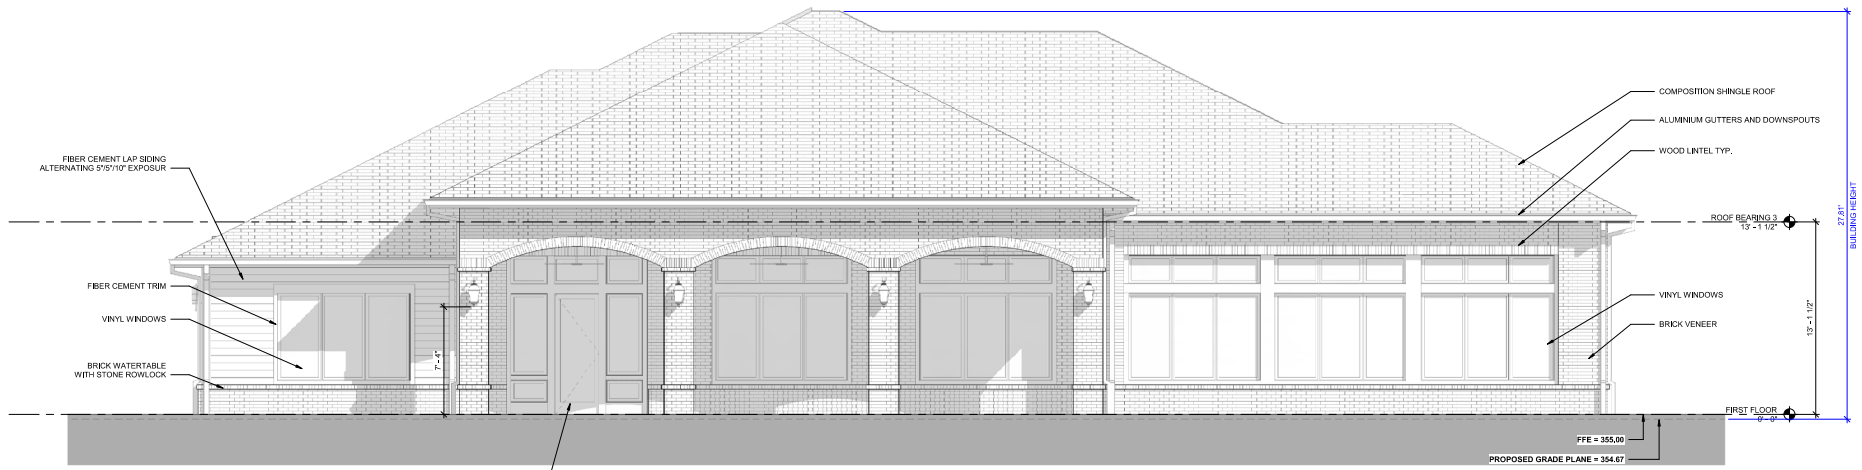 COMPOSITION SHINGLE ROOF
ALUMINIUM GUTTERS AND DOWNSPOUTS
WOOD LINTEL TYP.
FIBER CEMENT LAP SIDING
ALTERNATING 5"/5"/10" EXPOSUR
27.81'
BUILDING HEIGHT
ROOF BEARING 3
13' - 1 1/2"
FIBER CEMENT TRIM
VINYL WINDOWS
VINYL WINDOWS
BRICK VENEER
13' - 1 1/2"
7' - 4"
BRICK WATERTABLE
WITH STONE ROWLOCK
FIRST FLOOR
0' - 0"
FFE = 355.00
PROPOSED GRADE PLANE = 354.67